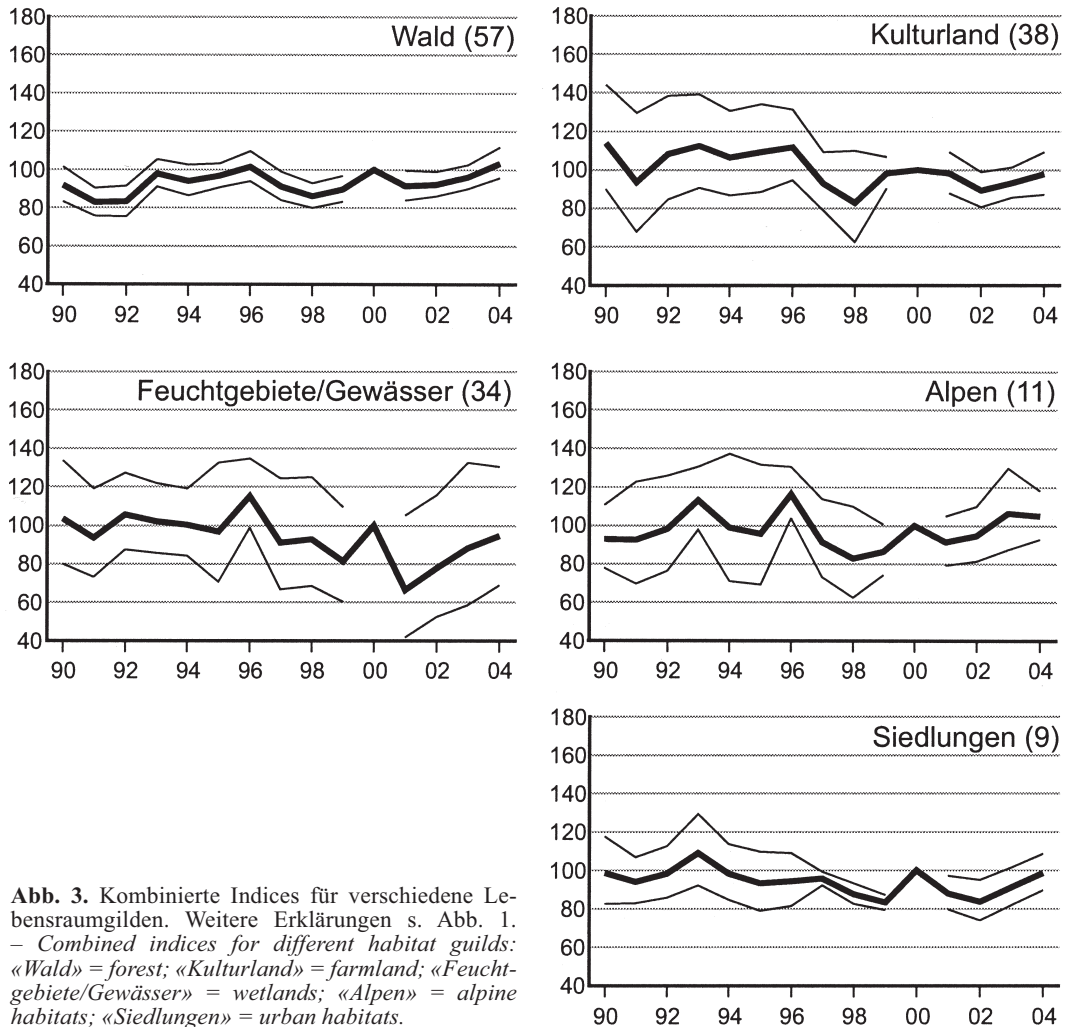 Wald (57)
180
160
140
120
100
80
60
40
90 92 94 96 98 00 02 04
Kulturland (38)
180
160
140
120
100
80
60
40
90 92 94 96 98 00 02 04
Feuchtgebiete/Gewässer (34)
180
160
140
120
100
80
60
40
90 92 94 96 98 00 02 04
Alpen (11)
180
160
140
120
100
80
60
40
90 92 94 96 98 00 02 04
Siedlungen (9)
180
160
140
120
100
80
60
40
90 92 94 96 98 00 02 04
Abb. 3. Kombinierte Indices für verschiedene Le-
bensraumgilden. Weitere Erklärungen s. Abb. 1.
– Combined indices for different habitat guilds:
«Wald» = forest; «Kulturland» = farmland; «Feucht-
gebiete/Gewässer» = wetlands; «Alpen» = alpine
habitats; «Siedlungen» = urban habitats.